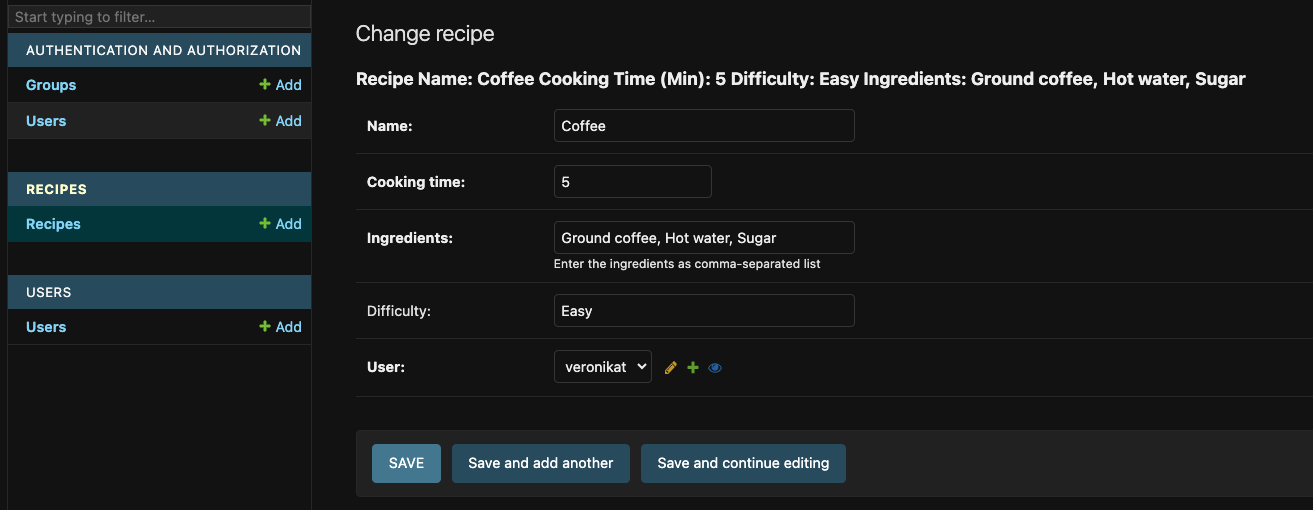 Start typing to filter...
AUTHENTICATION AND AUTHORIZATION
Groups + Add
Users + Add
RECIPES
Recipes + Add
USERS
Users + Add
Change recipe
Recipe Name: Coffee Cooking Time (Min): 5 Difficulty: Easy Ingredients: Ground coffee, Hot water, Sugar
Name: Coffee
Cooking time: 5
Ingredients: Ground coffee, Hot water, Sugar
Enter the ingredients as comma-separated list
Difficulty: Easy
User: veronikat
SAVE Save and add another Save and continue editing